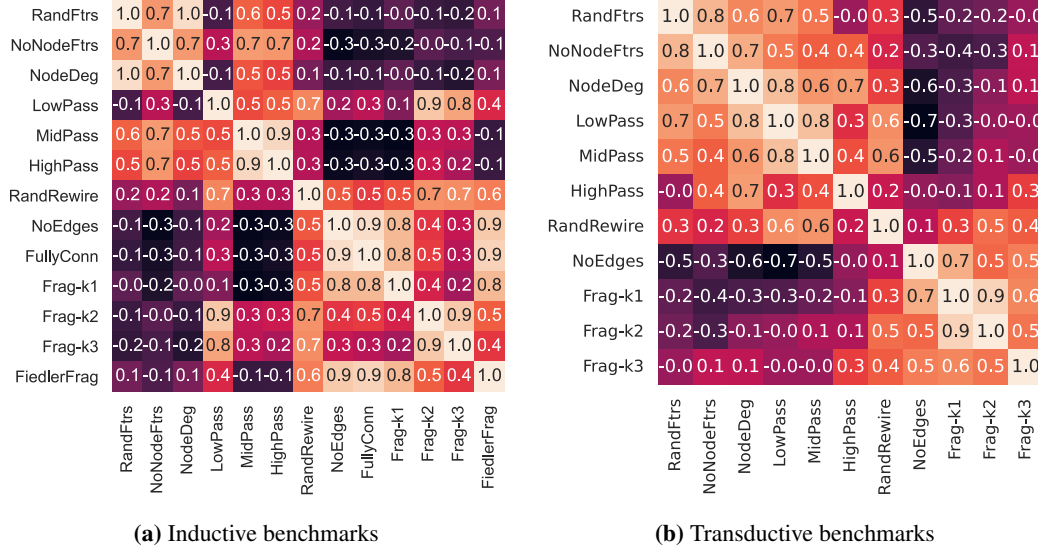 RandFtrs 1.0 0.7 1.0 -0.1 0.6 0.5 0.2 -0.1 -0.1 -0.0 -0.1 -0.2 0.1
NoNodeFtrs 0.7 1.0 0.7 0.3 0.7 0.7 0.2 -0.3 -0.3 -0.2 -0.0 -0.1 -0.1
NodeDeg 1.0 0.7 1.0 -0.1 0.5 0.5 0.1 -0.1 -0.1 -0.0 -0.1 -0.2 0.1
LowPass -0.1 0.3 -0.1 1.0 0.5 0.5 0.7 0.2 0.3 0.1 0.9 0.8 0.4
MidPass 0.6 0.7 0.5 0.5 1.0 0.9 0.3 -0.3 -0.3 -0.3 0.3 0.3 -0.1
HighPass 0.5 0.7 0.5 0.5 0.9 1.0 0.3 -0.3 -0.3 -0.3 0.3 0.2 -0.1
RandRewire 0.2 0.2 0.1 0.7 0.3 0.3 1.0 0.5 0.5 0.5 0.7 0.7 0.6
NoEdges -0.1 -0.3 -0.1 0.2 -0.3 -0.3 0.5 1.0 0.9 0.8 0.4 0.3 0.9
FullyConn -0.1 -0.3 -0.1 0.3 -0.3 -0.3 0.5 0.9 1.0 0.8 0.5 0.3 0.9
Frag-k1 -0.0 -0.2 -0.0 0.1 -0.3 -0.3 0.5 0.8 0.8 1.0 0.4 0.2 0.8
Frag-k2 -0.1 -0.0 -0.1 0.9 0.3 0.3 0.7 0.4 0.5 0.4 1.0 0.9 0.5
Frag-k3 -0.2 -0.1 -0.2 0.8 0.3 0.2 0.7 0.3 0.3 0.2 0.9 1.0 0.4
FiedlerFrag 0.1 -0.1 0.1 0.4 -0.1 -0.1 0.6 0.9 0.9 0.8 0.5 0.4 1.0
RandFtrs NoNodeFtrs NodeDeg LowPass MidPass HighPass RandRewire NoEdges FullyConn Frag-k1 Frag-k2 Frag-k3 FiedlerFrag
(a) Inductive benchmarks
RandFtrs 1.0 0.8 0.6 0.7 0.5 -0.0 0.3 -0.5 -0.2 -0.2 -0.0
NoNodeFtrs 0.8 1.0 0.7 0.5 0.4 0.4 0.2 -0.3 -0.4 -0.3 0.1
NodeDeg 0.6 0.7 1.0 0.8 0.6 0.7 0.3 -0.6 -0.3 -0.1 0.1
LowPass 0.7 0.5 0.8 1.0 0.8 0.3 0.6 -0.7 -0.3 -0.0 -0.0
MidPass 0.5 0.4 0.6 0.8 1.0 0.4 0.6 -0.5 -0.2 0.1 -0.0
HighPass -0.0 0.4 0.7 0.3 0.4 1.0 0.2 -0.0 -0.1 0.1 0.3
RandRewire 0.3 0.2 0.3 0.6 0.6 0.2 1.0 0.1 0.3 0.5 0.4
NoEdges -0.5 -0.3 -0.6 -0.7 -0.5 -0.0 0.1 1.0 0.7 0.5 0.5
Frag-k1 -0.2 -0.4 -0.3 -0.3 -0.2 -0.1 0.3 0.7 1.0 0.9 0.6
Frag-k2 -0.2 -0.3 -0.1 -0.0 0.1 0.1 0.5 0.5 0.9 1.0 0.5
Frag-k3 -0.0 0.1 0.1 -0.0 -0.0 0.3 0.4 0.5 0.6 0.5 1.0
RandFtrs NoNodeFtrs NodeDeg LowPass MidPass HighPass RandRewire NoEdges Frag-k1 Frag-k2 Frag-k3
(b) Transductive benchmarks